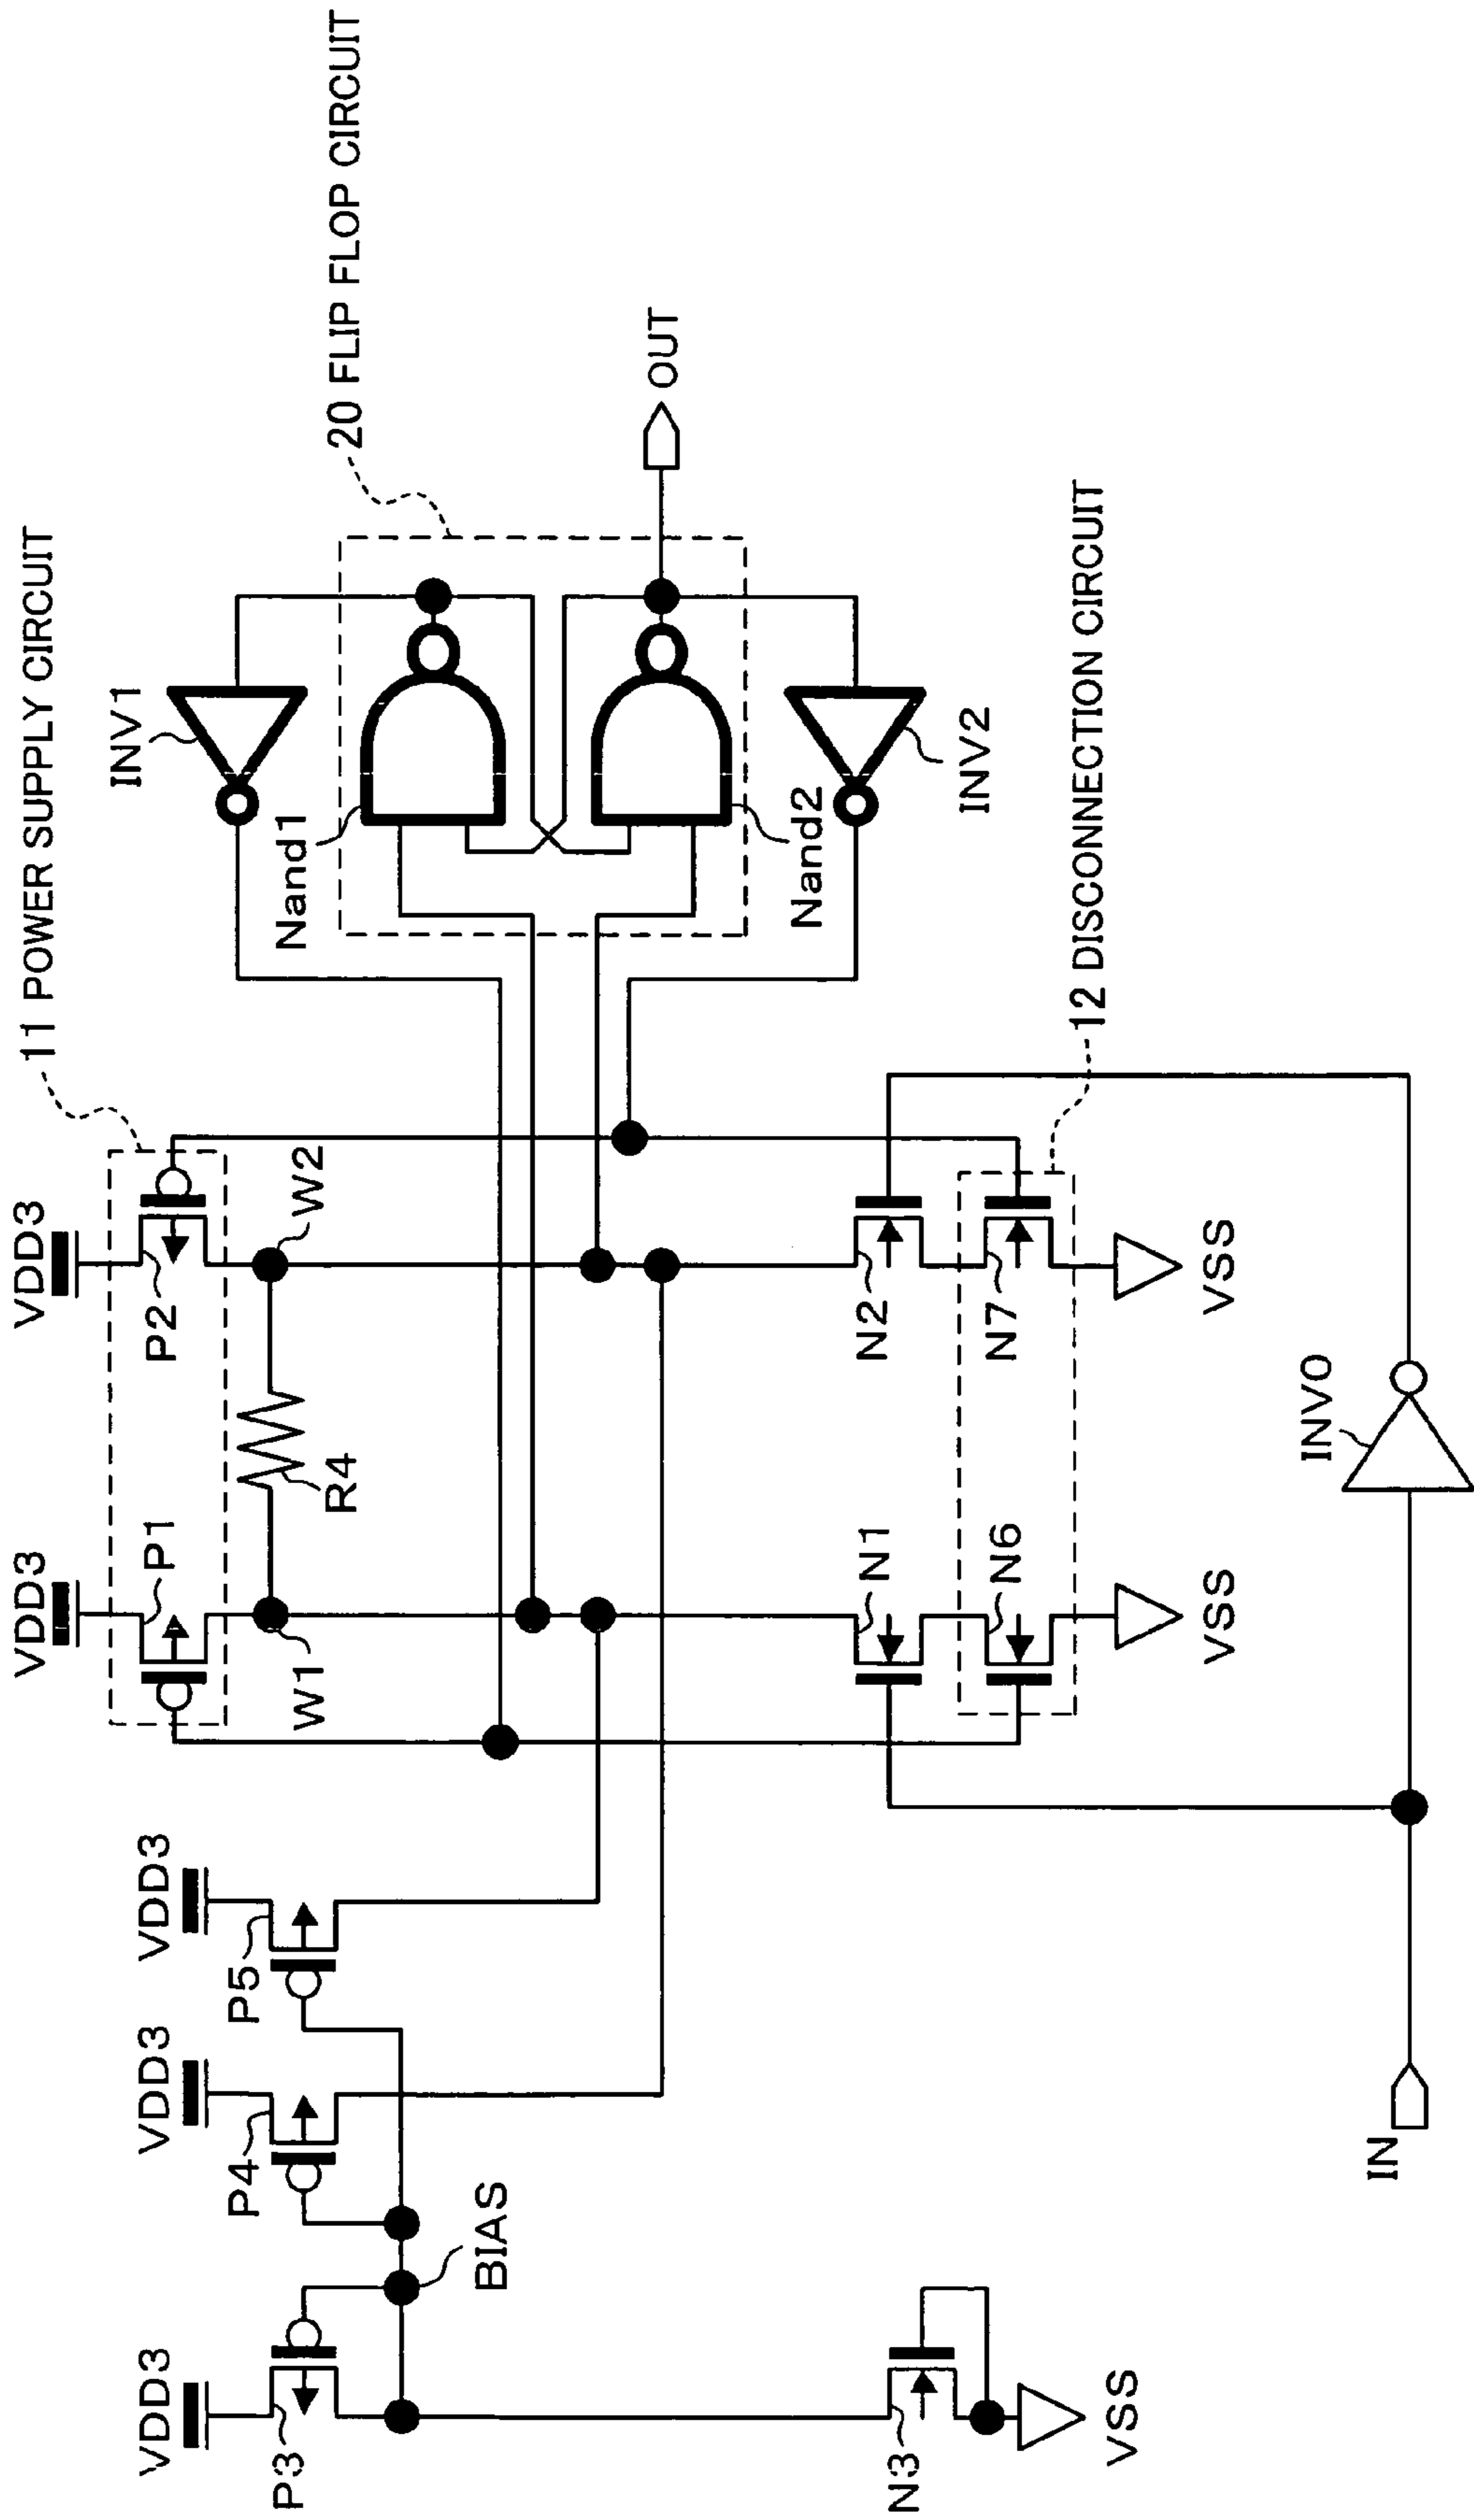 11 POWER SUPPLY CIRCUIT
20 FLIP FLOP CIRCUIT
12 DISCONNECTION CIRCUIT
VDD3
VDD3
VDD3
VDD3
VDD3
P3
P4
P5
P1
P2
W1
W2
R4
BIAS
INV1
Nand1
Nand2
INV2
OUT
N3
N1
N2
N6
N7
VSS
VSS
VSS
INV0
IN